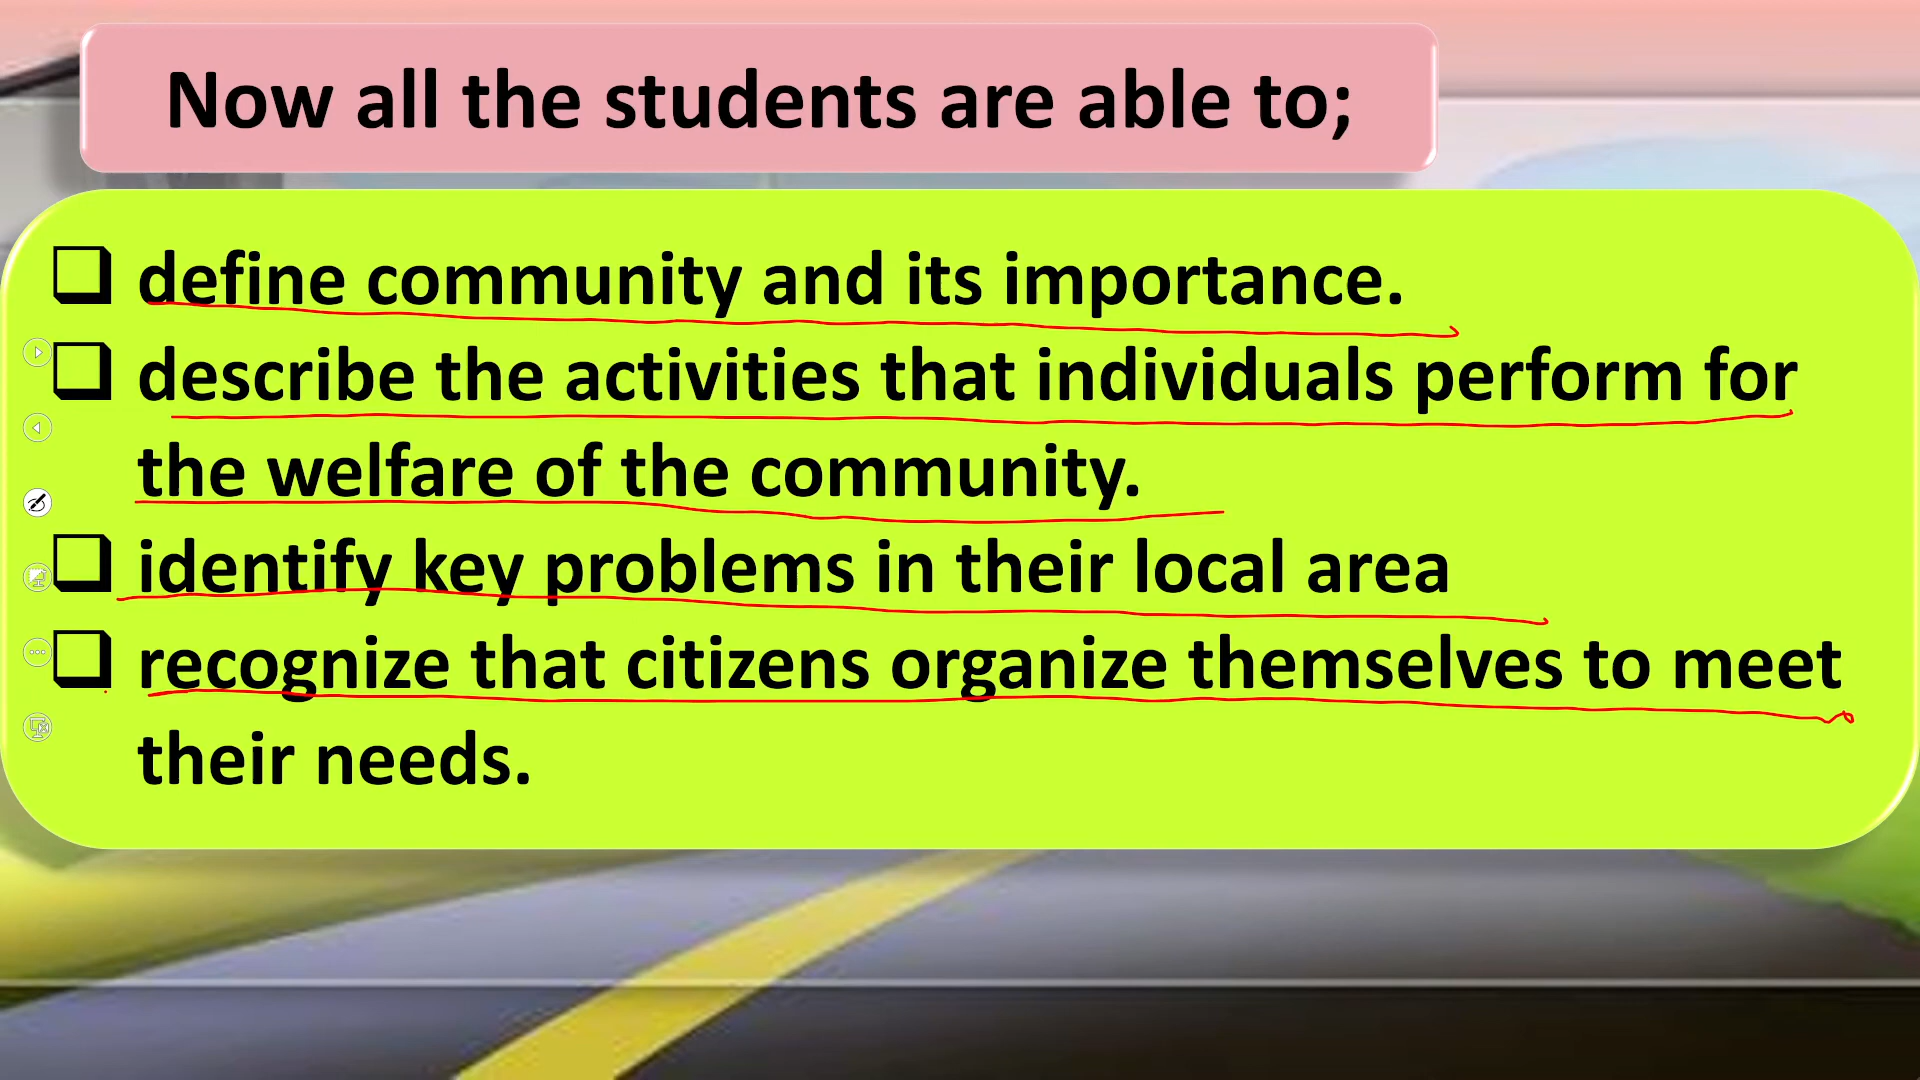 Now all the students are able to;
❑ define community and its importance.
❑ describe the activities that individuals perform for
the welfare of the community.
❑ identify key problems in their local area
❑ recognize that citizens organize themselves to meet
their needs.